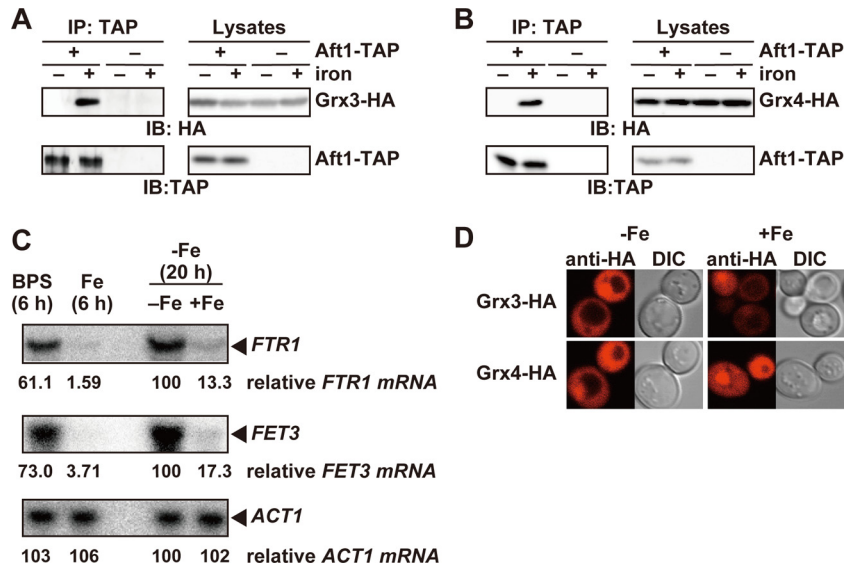 A
IP: TAP Lysates
+ – + – Aft1-TAP
– + – + – + – + iron
Grx3-HA
IB: HA
Aft1-TAP
IB:TAP
B
IP: TAP Lysates
+ – + – Aft1-TAP
– + – + – + – + iron
Grx4-HA
IB: HA
Aft1-TAP
IB:TAP
C
-Fe
(20 h)
BPS Fe
(6 h) (6 h) –Fe +Fe
FTR1
61.1 1.59 100 13.3 relative FTR1 mRNA
FET3
73.0 3.71 100 17.3 relative FET3 mRNA
ACT1
103 106 100 102 relative ACT1 mRNA
D
-Fe +Fe
anti-HA DIC anti-HA DIC
Grx3-HA
Grx4-HA